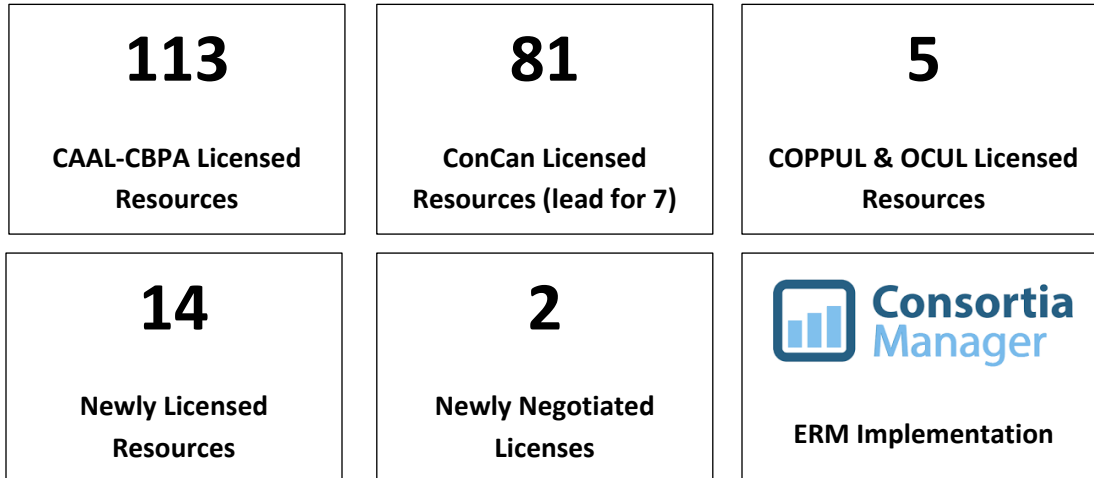 113
CAAL-CBPA Licensed
Resources
81
ConCan Licensed
Resources (lead for 7)
5
COPPUL & OCUL Licensed
Resources
14
Newly Licensed
Resources
2
Newly Negotiated
Licenses
Consortia
Manager
ERM Implementation